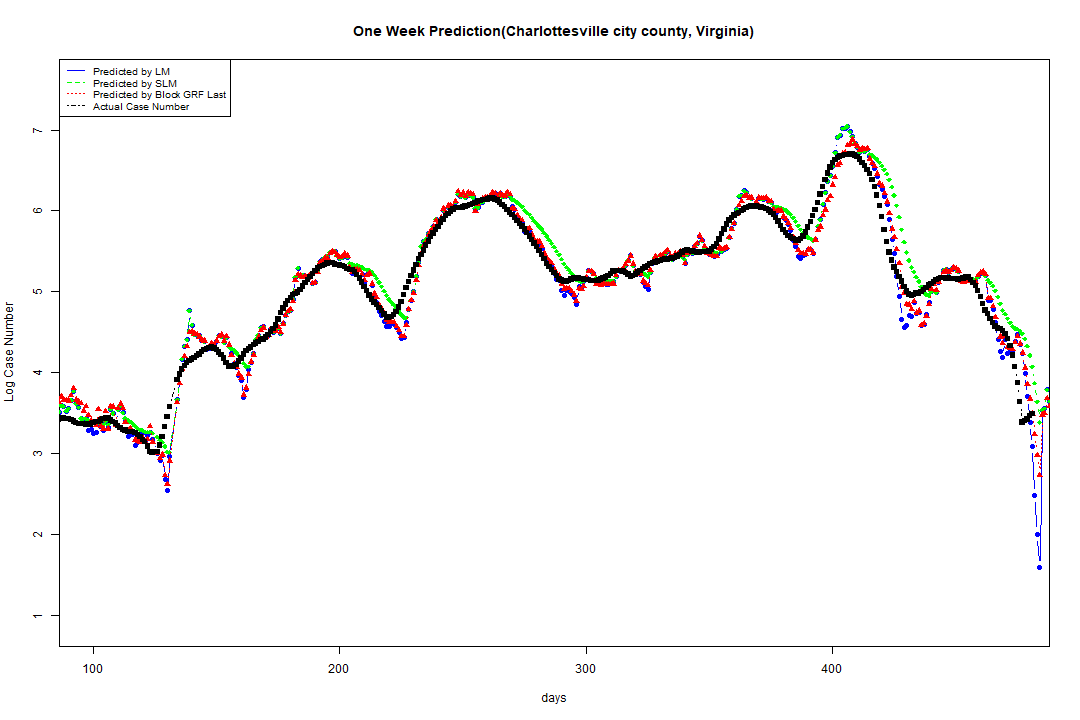 One Week Prediction(Charlottesville city county, Virginia)
Predicted by LM
Predicted by SLM
Predicted by Block GRF Last
Actual Case Number
Log Case Number
7
6
5
4
3
2
1
100 200 300 400
days